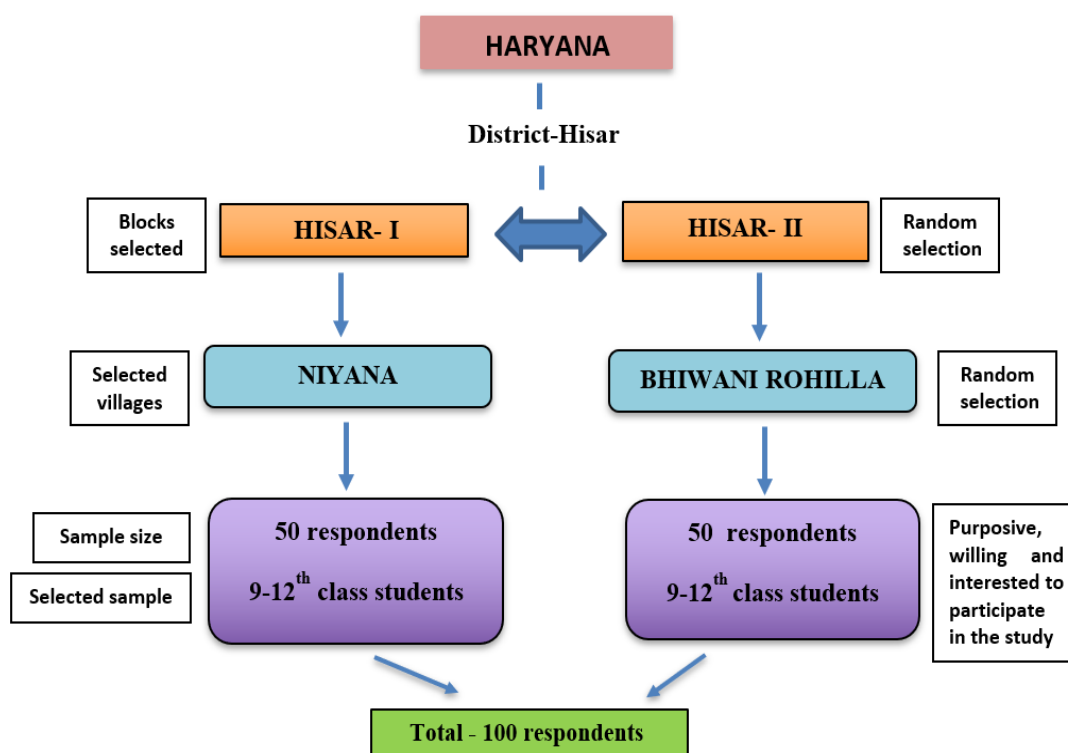 HARYANA
District-Hisar
Blocks
selected
HISAR- I
HISAR- II
Random
selection
Selected
villages
NIYANA
BHIWANI ROHILLA
Random
selection
Sample size
Selected sample
50 respondents
9-12th class students
50 respondents
9-12th class students
Purposive,
willing and
interested to
participate
in the study
Total - 100 respondents